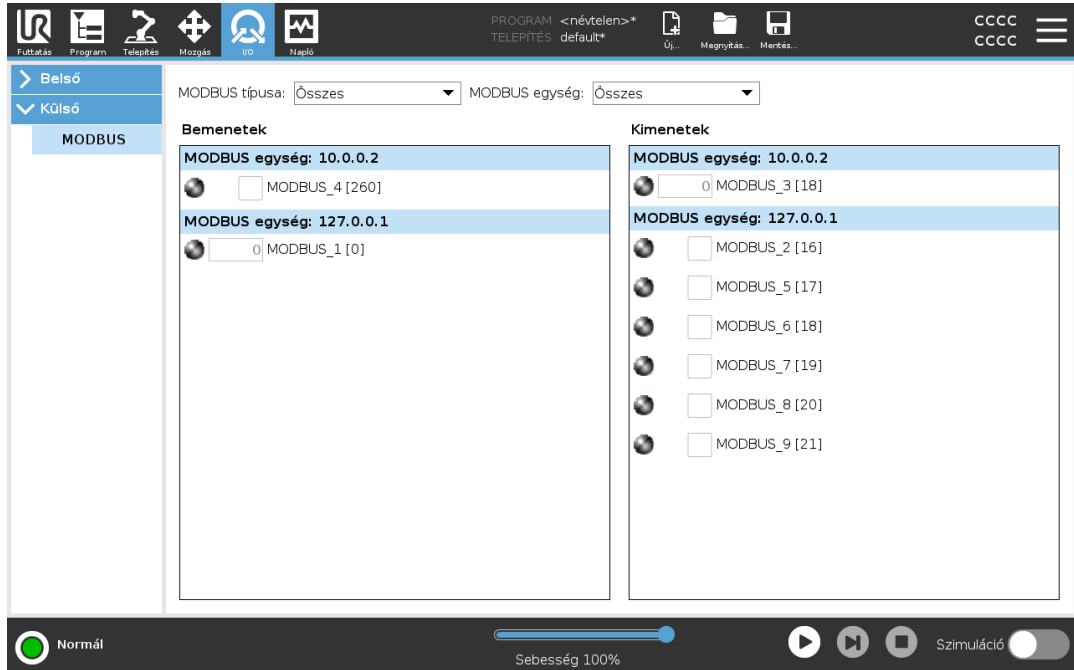 UR
Futtatás
Program
Telepítés
Mozgás
I/O
Napló
PROGRAM <névtelen>*
TELEPÍTÉS default*
Új...
Megnyitás...
Mentés...
CCCC
CCCC
Belső
Külső
MODBUS
MODBUS típusa: Összes
MODBUS egység: Összes
Bemenetek
MODBUS egység: 10.0.0.2
MODBUS_4 [260]
MODBUS egység: 127.0.0.1
0 MODBUS_1 [0]
Kimenetek
MODBUS egység: 10.0.0.2
0 MODBUS_3 [18]
MODBUS egység: 127.0.0.1
MODBUS_2 [16]
MODBUS_5 [17]
MODBUS_6 [18]
MODBUS_7 [19]
MODBUS_8 [20]
MODBUS_9 [21]
Normál
Sebesség 100%
Szimuláció